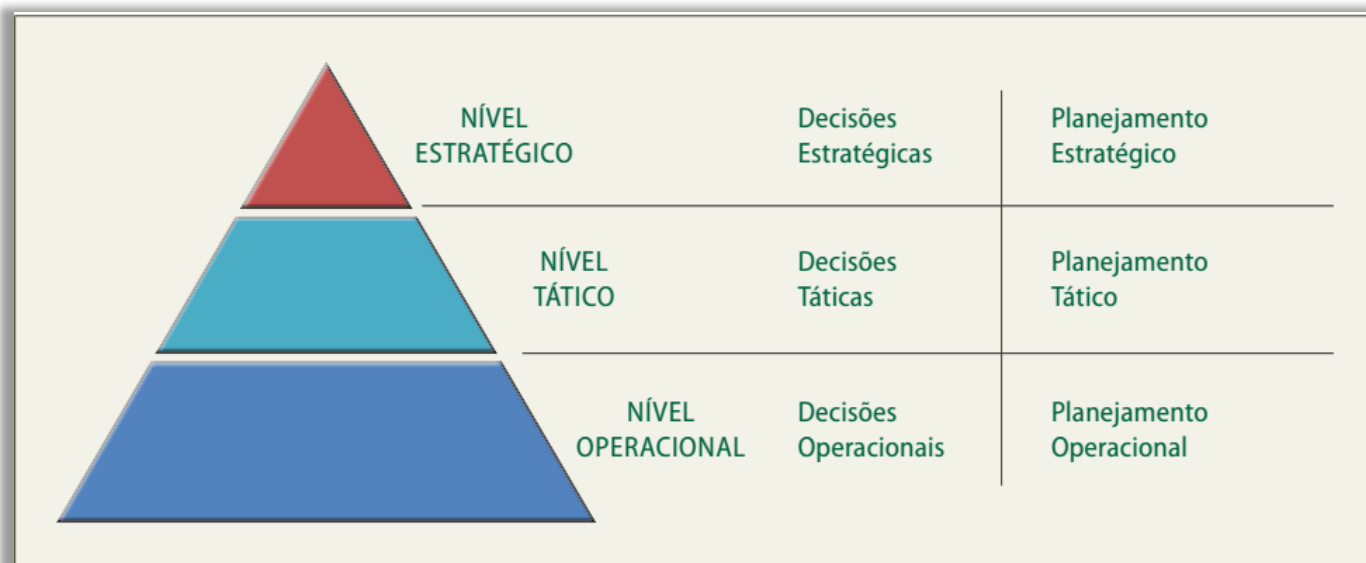 NÍVEL
ESTRATÉGICO
Decisões
Estratégicas
Planejamento
Estratégico
NÍVEL
TÁTICO
Decisões
Táticas
Planejamento
Tático
NÍVEL
OPERACIONAL
Decisões
Operacionais
Planejamento
Operacional